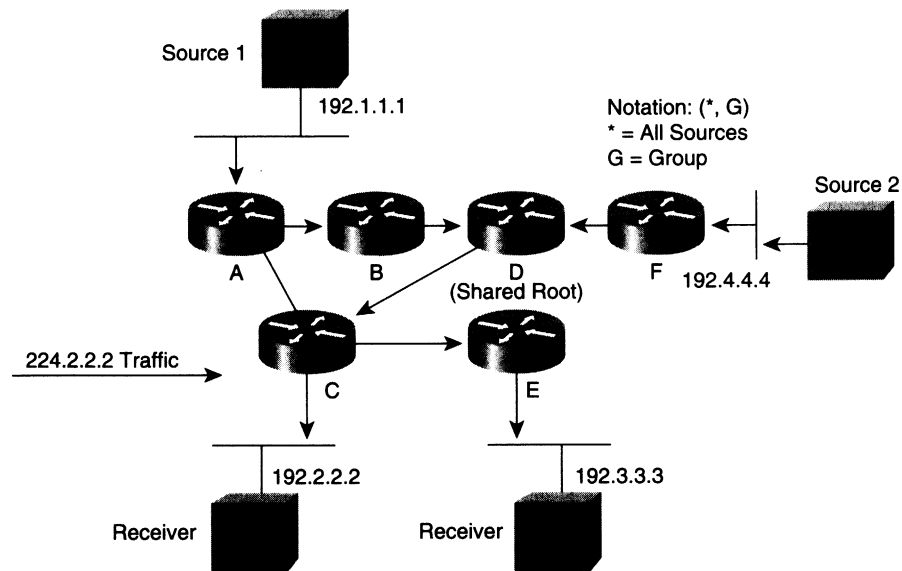 Source 1
192.1.1.1
Notation: (*, G)
* = All Sources
G = Group
Source 2
A
B
D
(Shared Root)
F
192.4.4.4
224.2.2.2 Traffic
C
E
192.2.2.2
192.3.3.3
Receiver
Receiver